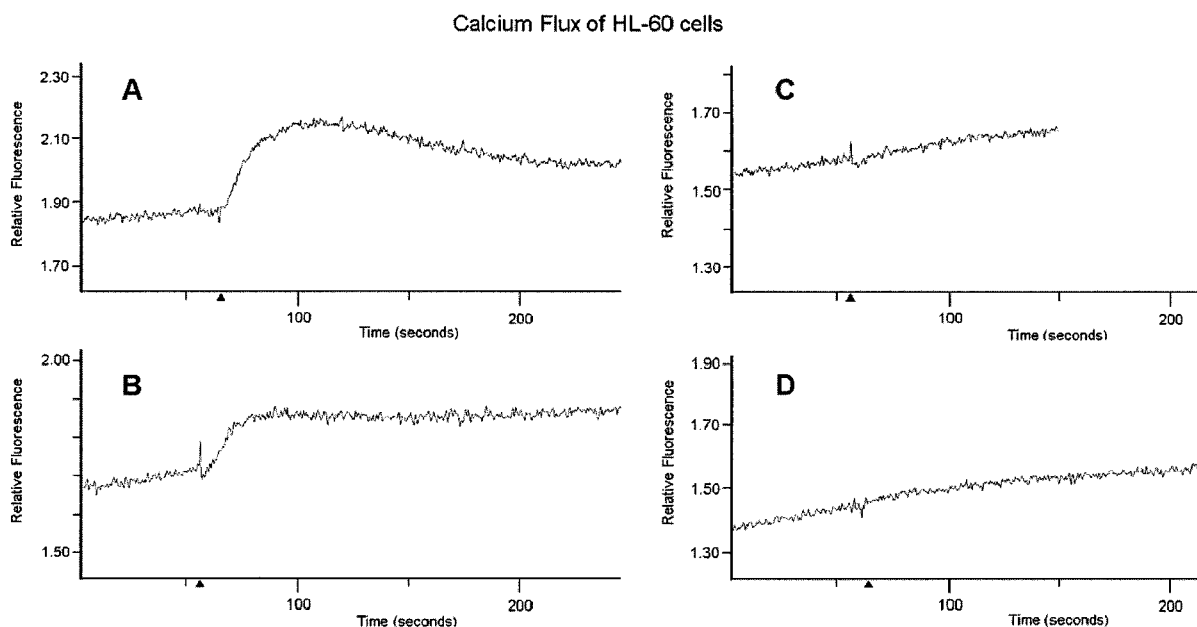 Calcium Flux of HL-60 cells
A
Relative Fluorescence
2.30
2.10
1.90
1.70
100
200
Time (seconds)
B
Relative Fluorescence
2.00
1.50
100
200
Time (seconds)
C
Relative Fluorescence
1.70
1.50
1.30
100
200
Time (seconds)
D
Relative Fluorescence
1.90
1.70
1.50
1.30
100
200
Time (seconds)